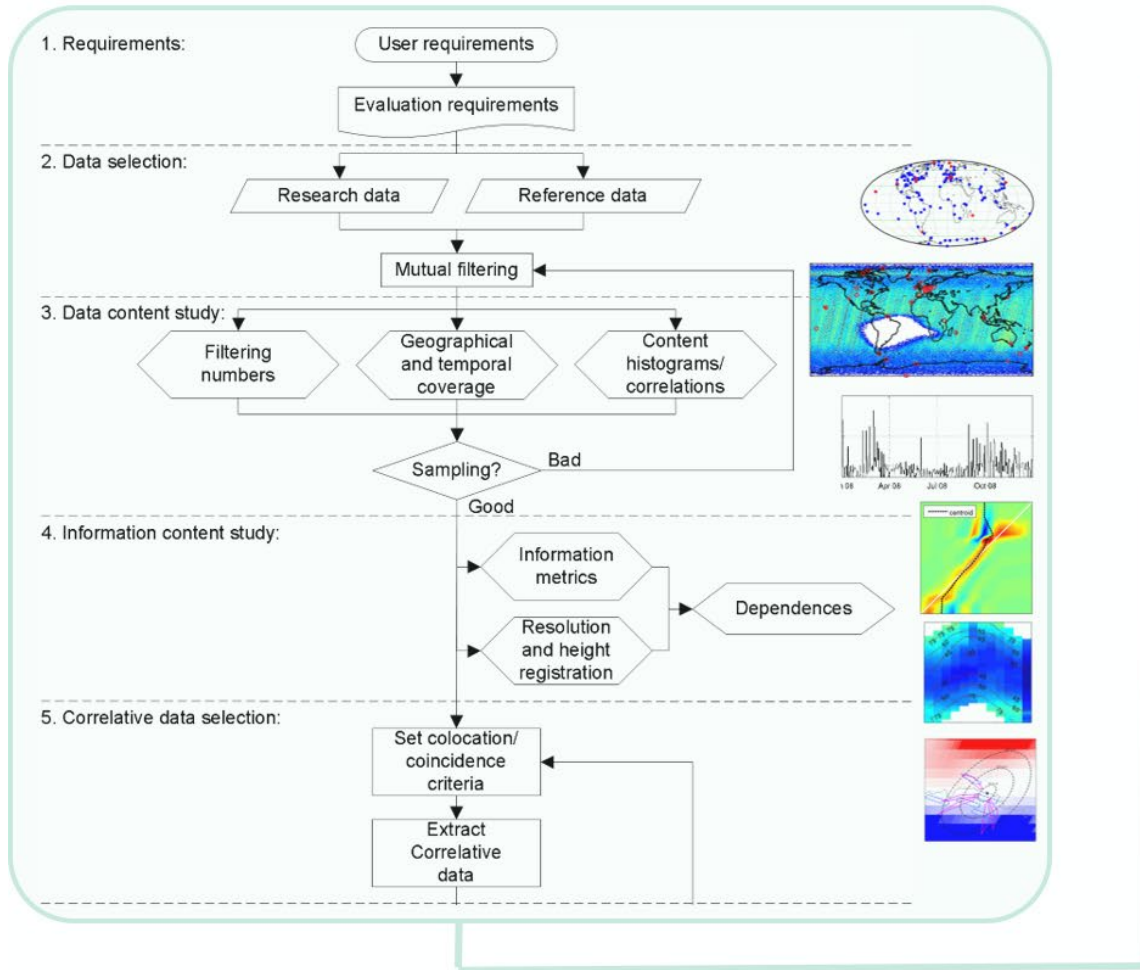 1. Requirements:
User requirements
Evaluation requirements
2. Data selection:
Research data
Reference data
Mutual filtering
3. Data content study:
Filtering
numbers
Geographical
and temporal
coverage
Content
histograms/
correlations
Sampling?
Bad
Good
n 08
Apr 08
Jul 08
Oct 08
4. Information content study:
centroid
Information
metrics
Resolution
and height
registration
Dependences
5. Correlative data selection:
Set colocation/
coincidence
criteria
Extract
Correlative
data